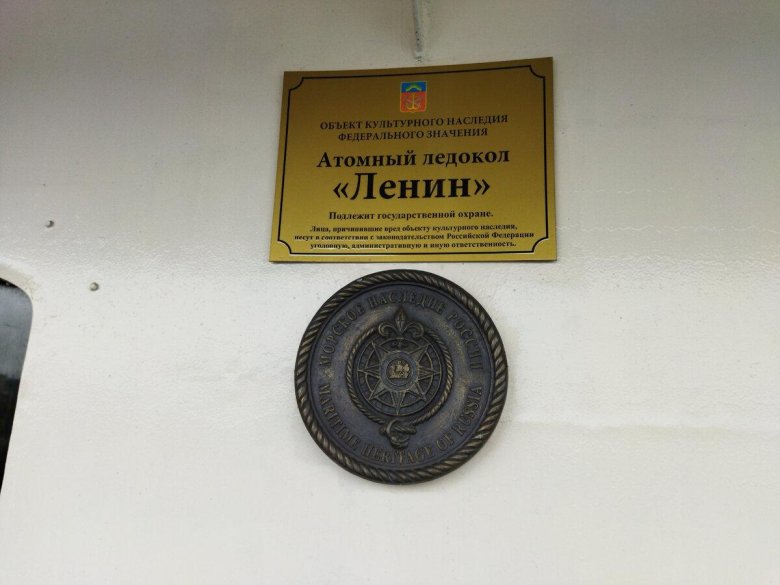 ОБЪЕКТ КУЛЬТУРНОГО НАСЛЕДИЯ
ФЕДЕРАЛЬНОГО ЗНАЧЕНИЯ
Атомный ледокол
«Ленин»
Подлежит государственной охране.
Лица, причинившие вред объекту культурного наследия,
несут в соответствии с законодательством Российской Федерации
уголовную, административную и иную ответственность.
МОРСКОЕ НАСЛЕДИЕ РОССИИ
MARITIME HERITAGE OF RUSSIA